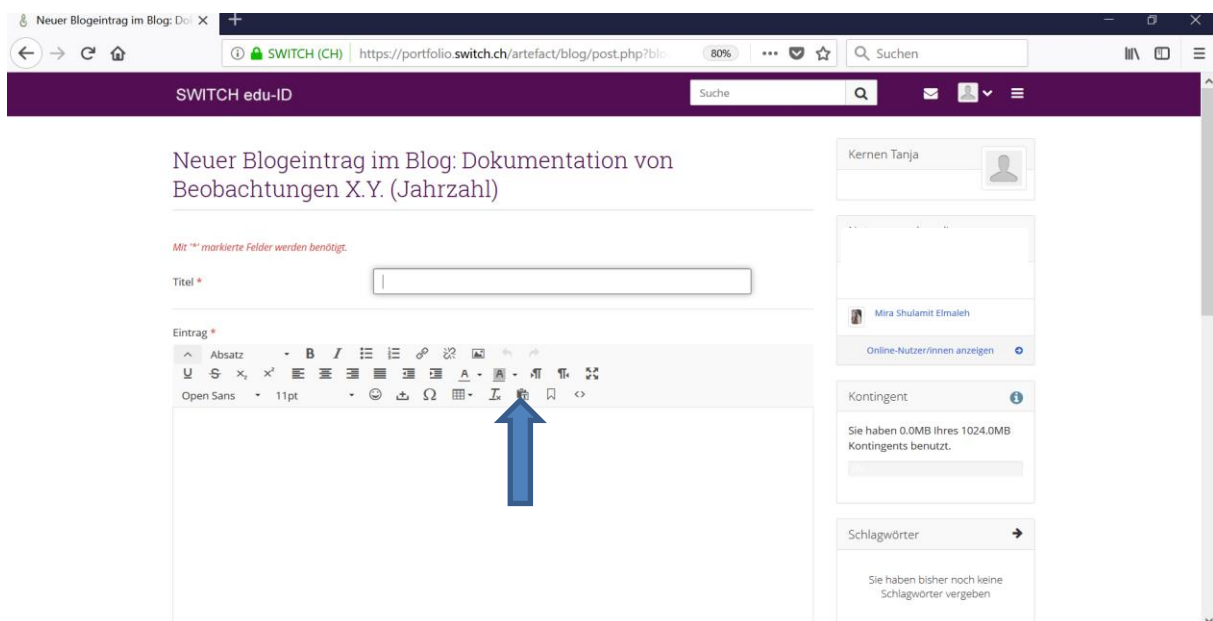 Neuer Blogeintrag im Blog: Do
SWITCH (CH) https://portfolio.switch.ch/artefact/blog/post.php?blo
80%
Suchen
SWITCH edu-ID
Suche
Neuer Blogeintrag im Blog: Dokumentation von
Beobachtungen X.Y. (Jahrzahl)
Mit '*' markierte Felder werden benötigt.
Titel *
Eintrag *
Absatz
Open Sans
11pt
Kernen Tanja
Mira Shulamit Elmaleh
Online-Nutzer/innen anzeigen
Kontingent
Sie haben 0.0MB Ihres 1024.0MB
Kontingents benutzt.
Schlagwörter
Sie haben bisher noch keine
Schlagwörter vergeben